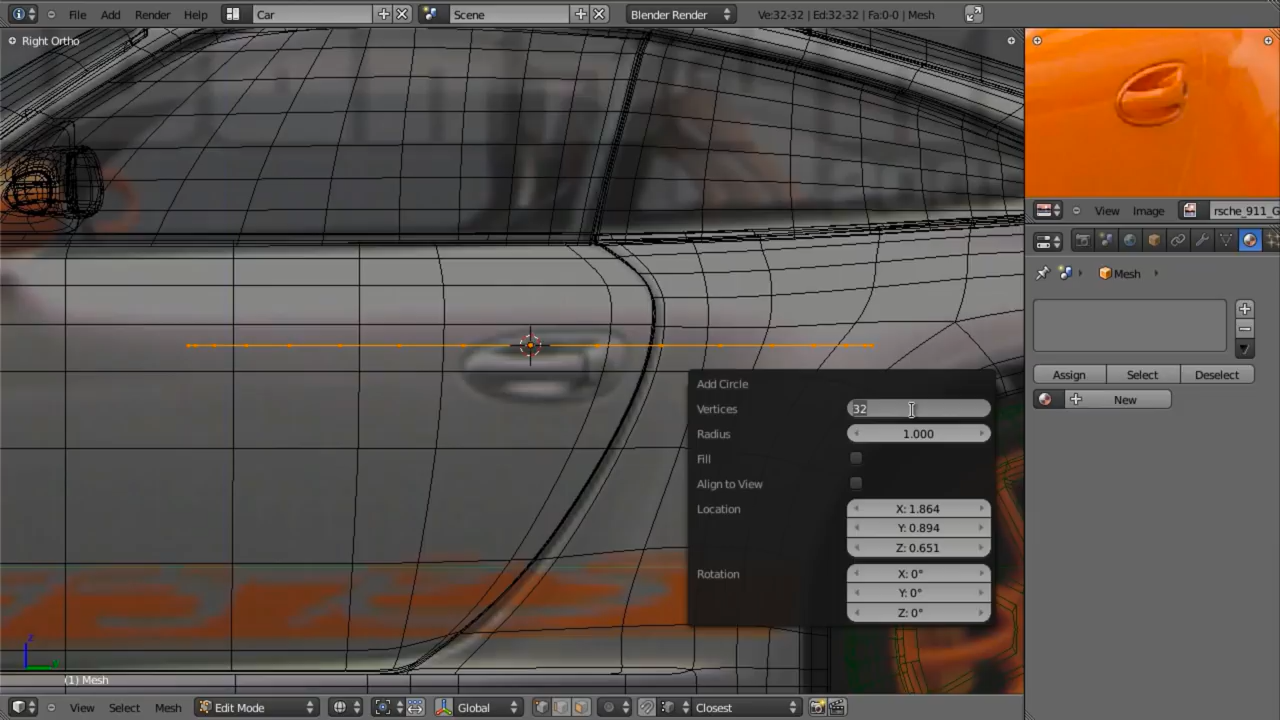 File Add Render Help Car Scene Blender Render Ve:32-32 | Ed:32-32 | Fa:0-0 | Mesh
Right Ortho
View Image rsche_911_G
Mesh
Add Circle
Vertices 32
Radius 1.000
Fill
Align to View
Location X: 1.864
Y: 0.894
Z: 0.651
Rotation X: 0°
Y: 0°
Z: 0°
Assign Select Deselect
New
(1) Mesh
View Select Mesh Edit Mode Global Closest